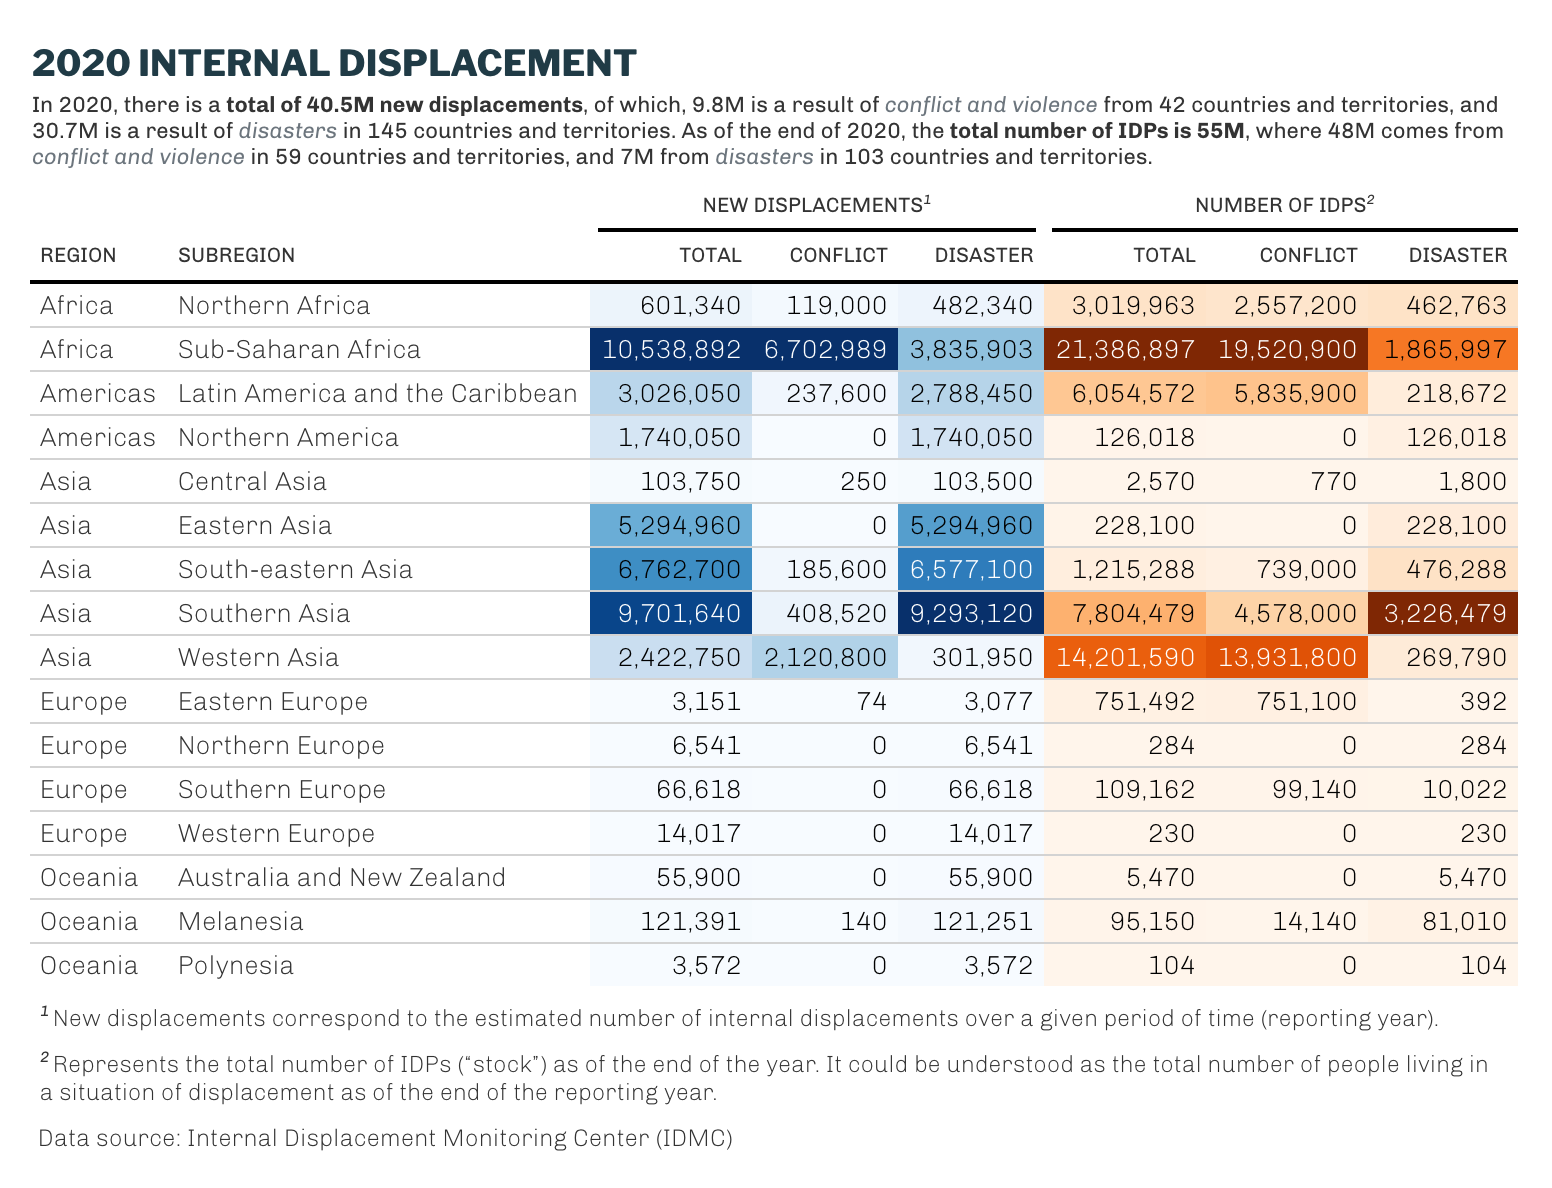 2020 INTERNAL DISPLACEMENT
In 2020, there is a total of 40.5M new displacements, of which, 9.8M is a result of conflict and violence from 42 countries and territories, and
30.7M is a result of disasters in 145 countries and territories. As of the end of 2020, the total number of IDPs is 55M, where 48M comes from
conflict and violence in 59 countries and territories, and 7M from disasters in 103 countries and territories.
NEW DISPLACEMENTS¹ NUMBER OF IDPS²
REGION SUBREGION TOTAL CONFLICT DISASTER TOTAL CONFLICT DISASTER
Africa Northern Africa 601,340 119,000 482,340 3,019,963 2,557,200 462,763
Africa Sub-Saharan Africa 10,538,892 6,702,989 3,835,903 21,386,897 19,520,900 1,865,997
Americas Latin America and the Caribbean 3,026,050 237,600 2,788,450 6,054,572 5,835,900 218,672
Americas Northern America 1,740,050 0 1,740,050 126,018 0 126,018
Asia Central Asia 103,750 250 103,500 2,570 770 1,800
Asia Eastern Asia 5,294,960 0 5,294,960 228,100 0 228,100
Asia South-eastern Asia 6,762,700 185,600 6,577,100 1,215,288 739,000 476,288
Asia Southern Asia 9,701,640 408,520 9,293,120 7,804,479 4,578,000 3,226,479
Asia Western Asia 2,422,750 2,120,800 301,950 14,201,590 13,931,800 269,790
Europe Eastern Europe 3,151 74 3,077 751,492 751,100 392
Europe Northern Europe 6,541 0 6,541 284 0 284
Europe Southern Europe 66,618 0 66,618 109,162 99,140 10,022
Europe Western Europe 14,017 0 14,017 230 0 230
Oceania Australia and New Zealand 55,900 0 55,900 5,470 0 5,470
Oceania Melanesia 121,391 140 121,251 95,150 14,140 81,010
Oceania Polynesia 3,572 0 3,572 104 0 104
¹ New displacements correspond to the estimated number of internal displacements over a given period of time (reporting year).
² Represents the total number of IDPs (“stock”) as of the end of the year. It could be understood as the total number of people living in
a situation of displacement as of the end of the reporting year.
Data source: Internal Displacement Monitoring Center (IDMC)